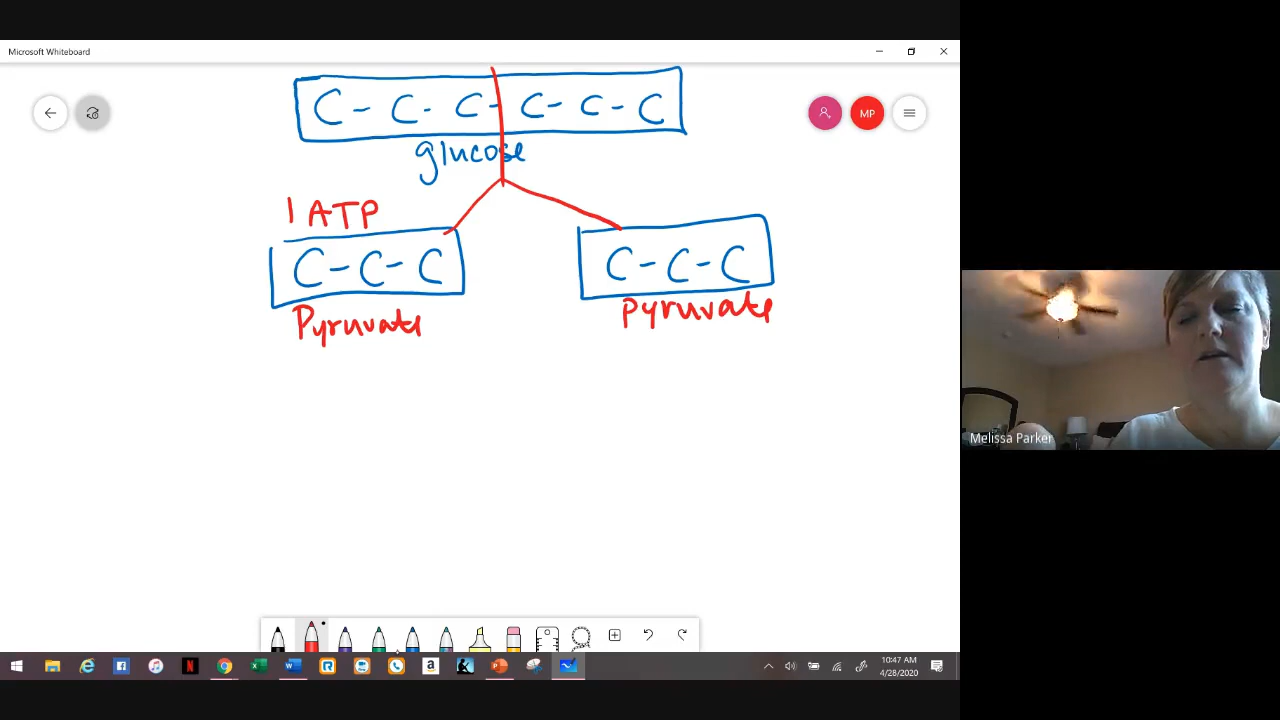 Microsoft Whiteboard
C - C - C - C - C - C
glucose
MP
1 ATP
C - C - C
C - C - C
Pyruvate
pyruvate
Melissa Parker
10:47 AM
4/28/2020